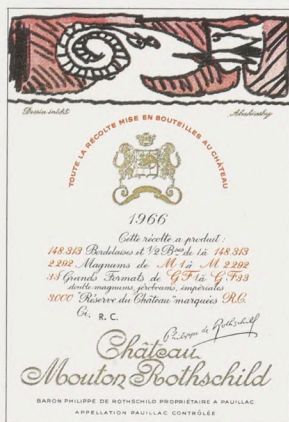 Dessin inédit Alechinsky
TOUTE LA RÉCOLTE MISE EN BOUTEILLES AU CHÂTEAU
1966
Cette récolte a produit :
148.313 Bordelaises et ½ Bses de 1 à 148.313
2.292 Magnums de M 1 à M 2.292
33 Grands Formats de G F 1 à G F 33
double magnums, jéroboams, impériales
3000 "Réserve du Château" marquées R.C.
Ci, R. C.
Philippe de Rothschild
Château
Mouton Rothschild
BARON PHILIPPE DE ROTHSCHILD PROPRIÉTAIRE A PAUILLAC
APPELLATION PAUILLAC CONTRÔLÉE